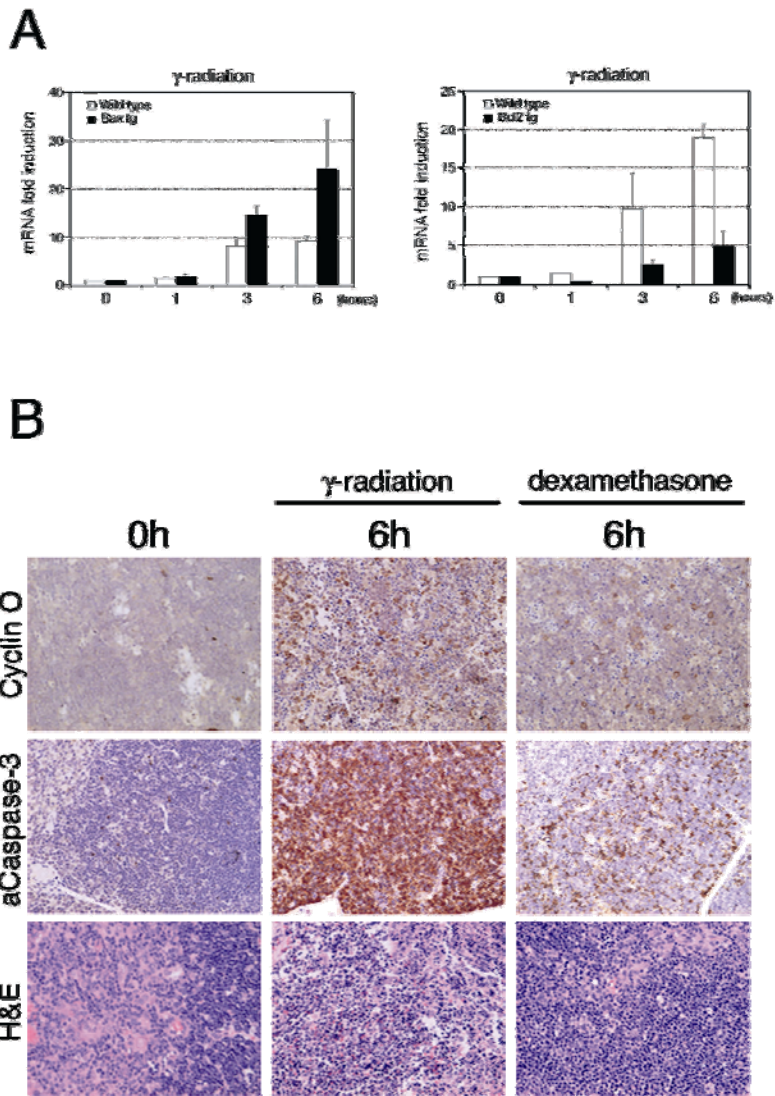 A
γ-radiation
mRNA fold induction
40
30
20
10
0
Wild type
Bax tg
0 1 3 6 (hours)
γ-radiation
mRNA fold induction
25
20
15
10
5
0
Wild type
Bcl2 tg
0 1 3 6 (hours)
B
γ-radiation dexamethasone
0h 6h 6h
Cyclin O
aCaspase-3
H&E